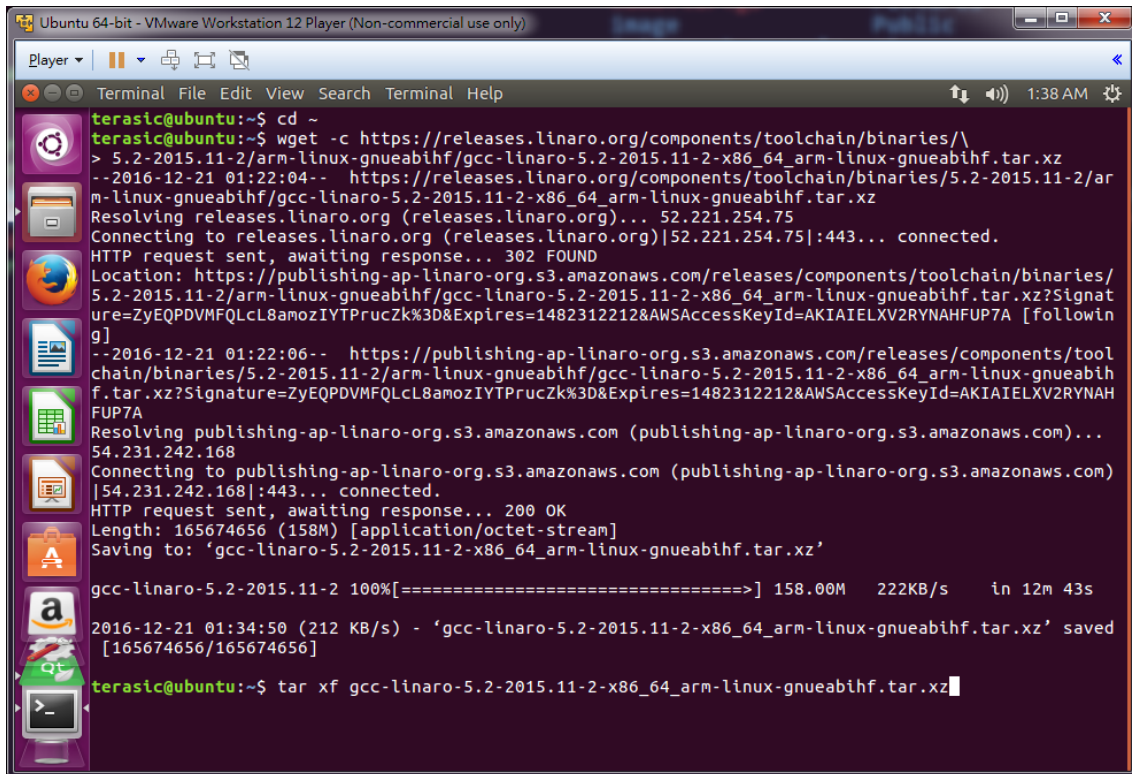 Ubuntu 64-bit - VMware Workstation 12 Player (Non-commercial use only)
Player
Terminal File Edit View Search Terminal Help 1:38 AM
terasic@ubuntu:~$ cd ~
terasic@ubuntu:~$ wget -c https://releases.linaro.org/components/toolchain/binaries/\
> 5.2-2015.11-2/arm-linux-gnueabihf/gcc-linaro-5.2-2015.11-2-x86_64_arm-linux-gnueabihf.tar.xz
--2016-12-21 01:22:04--  https://releases.linaro.org/components/toolchain/binaries/5.2-2015.11-2/ar
m-linux-gnueabihf/gcc-linaro-5.2-2015.11-2-x86_64_arm-linux-gnueabihf.tar.xz
Resolving releases.linaro.org (releases.linaro.org)... 52.221.254.75
Connecting to releases.linaro.org (releases.linaro.org)|52.221.254.75|:443... connected.
HTTP request sent, awaiting response... 302 FOUND
Location: https://publishing-ap-linaro-org.s3.amazonaws.com/releases/components/toolchain/binaries/
5.2-2015.11-2/arm-linux-gnueabihf/gcc-linaro-5.2-2015.11-2-x86_64_arm-linux-gnueabihf.tar.xz?Signat
ure=ZyEQPDVMFQLcL8amozIYTPrucZk%3D&Expires=1482312212&AWSAccessKeyId=AKIAIELXV2RYNAHFUP7A [followin
g]
--2016-12-21 01:22:06--  https://publishing-ap-linaro-org.s3.amazonaws.com/releases/components/tool
chain/binaries/5.2-2015.11-2/arm-linux-gnueabihf/gcc-linaro-5.2-2015.11-2-x86_64_arm-linux-gnueabih
f.tar.xz?Signature=ZyEQPDVMFQLcL8amozIYTPrucZk%3D&Expires=1482312212&AWSAccessKeyId=AKIAIELXV2RYNAH
FUP7A
Resolving publishing-ap-linaro-org.s3.amazonaws.com (publishing-ap-linaro-org.s3.amazonaws.com)...
54.231.242.168
Connecting to publishing-ap-linaro-org.s3.amazonaws.com (publishing-ap-linaro-org.s3.amazonaws.com)
|54.231.242.168|:443... connected.
HTTP request sent, awaiting response... 200 OK
Length: 165674656 (158M) [application/octet-stream]
Saving to: ‘gcc-linaro-5.2-2015.11-2-x86_64_arm-linux-gnueabihf.tar.xz’
gcc-linaro-5.2-2015.11-2 100%[==================================>] 158.00M   222KB/s    in 12m 43s
2016-12-21 01:34:50 (212 KB/s) - ‘gcc-linaro-5.2-2015.11-2-x86_64_arm-linux-gnueabihf.tar.xz’ saved
[165674656/165674656]
terasic@ubuntu:~$ tar xf gcc-linaro-5.2-2015.11-2-x86_64_arm-linux-gnueabihf.tar.xz